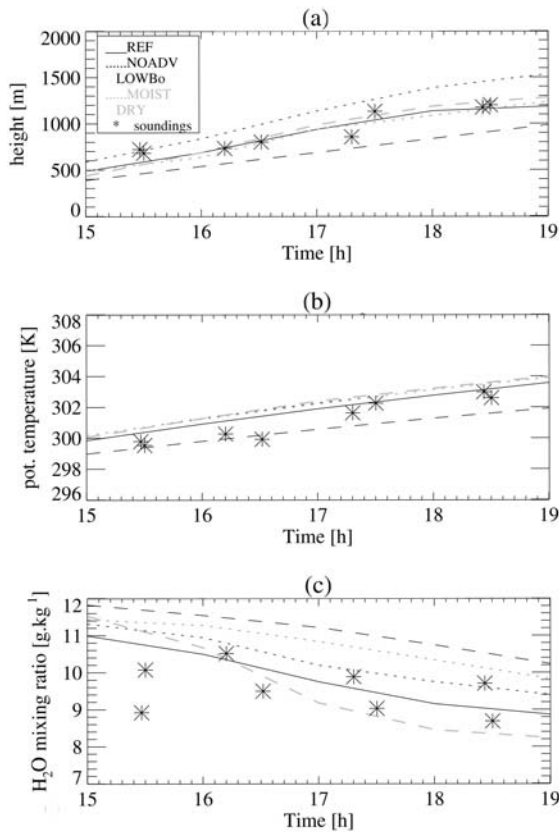 (a)
2000
1500
1000
500
0
height [m]
REF
NOADV
LOWBo
MOIST
DRY
* soundings
15 16 17 18 19
Time [h]
(b)
308
306
304
302
300
298
296
pot. temperature [K]
15 16 17 18 19
Time [h]
(c)
12
11
10
9
8
7
H₂O mixing ratio [g.kg⁻¹]
15 16 17 18 19
Time [h]